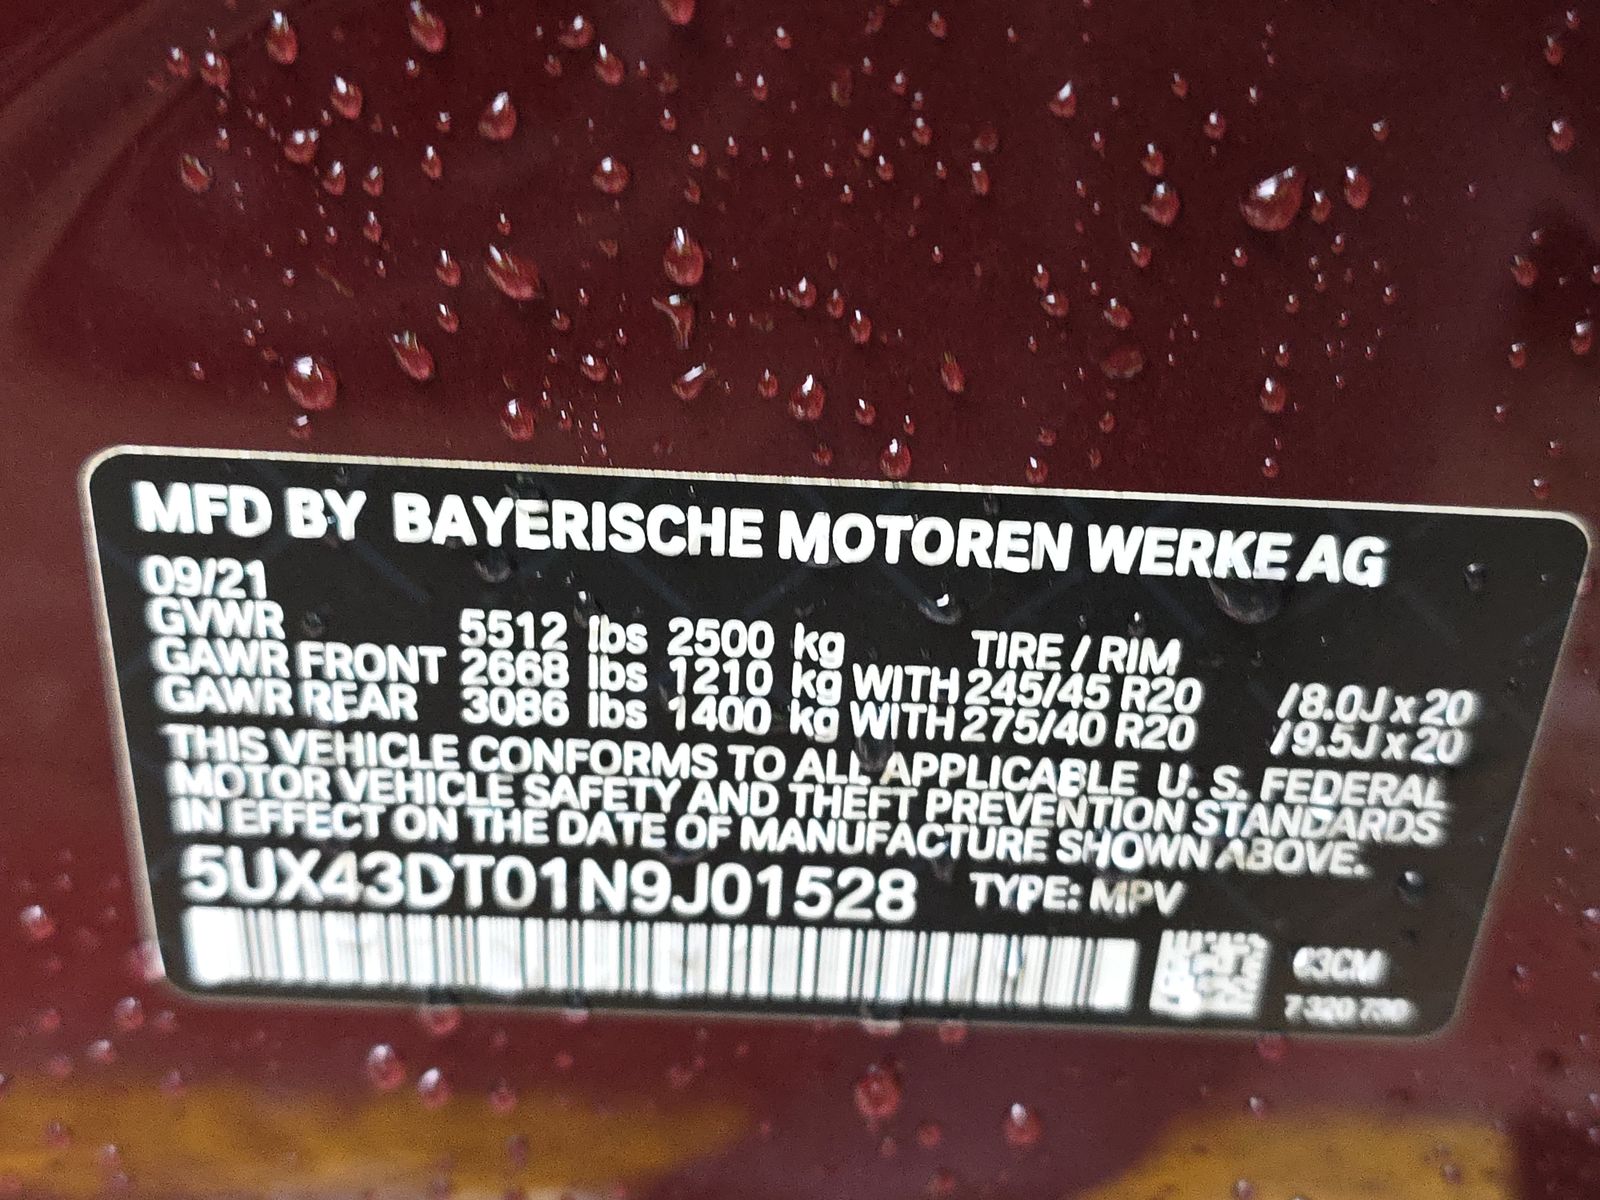 MFD BY BAYERISCHE MOTOREN WERKE AG
09/21
GVWR 5512 lbs 2500 kg TIRE / RIM
GAWR FRONT 2668 lbs 1210 kg WITH 245/45 R20 /8.0J x 20
GAWR REAR 3086 lbs 1400 kg WITH 275/40 R20 /9.5J x 20
THIS VEHICLE CONFORMS TO ALL APPLICABLE U. S. FEDERAL
MOTOR VEHICLE SAFETY AND THEFT PREVENTION STANDARDS
IN EFFECT ON THE DATE OF MANUFACTURE SHOWN ABOVE.
5UX43DT01N9J01528 TYPE: MPV
7 320